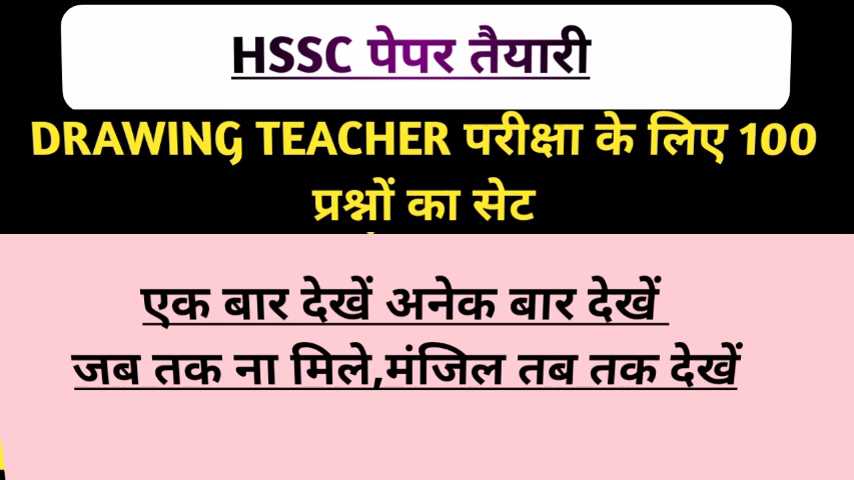 HSSC पेपर तैयारी
DRAWING TEACHER परीक्षा के लिए 100
प्रश्नों का सेट
एक बार देखें अनेक बार देखें
जब तक ना मिले,मंजिल तब तक देखें